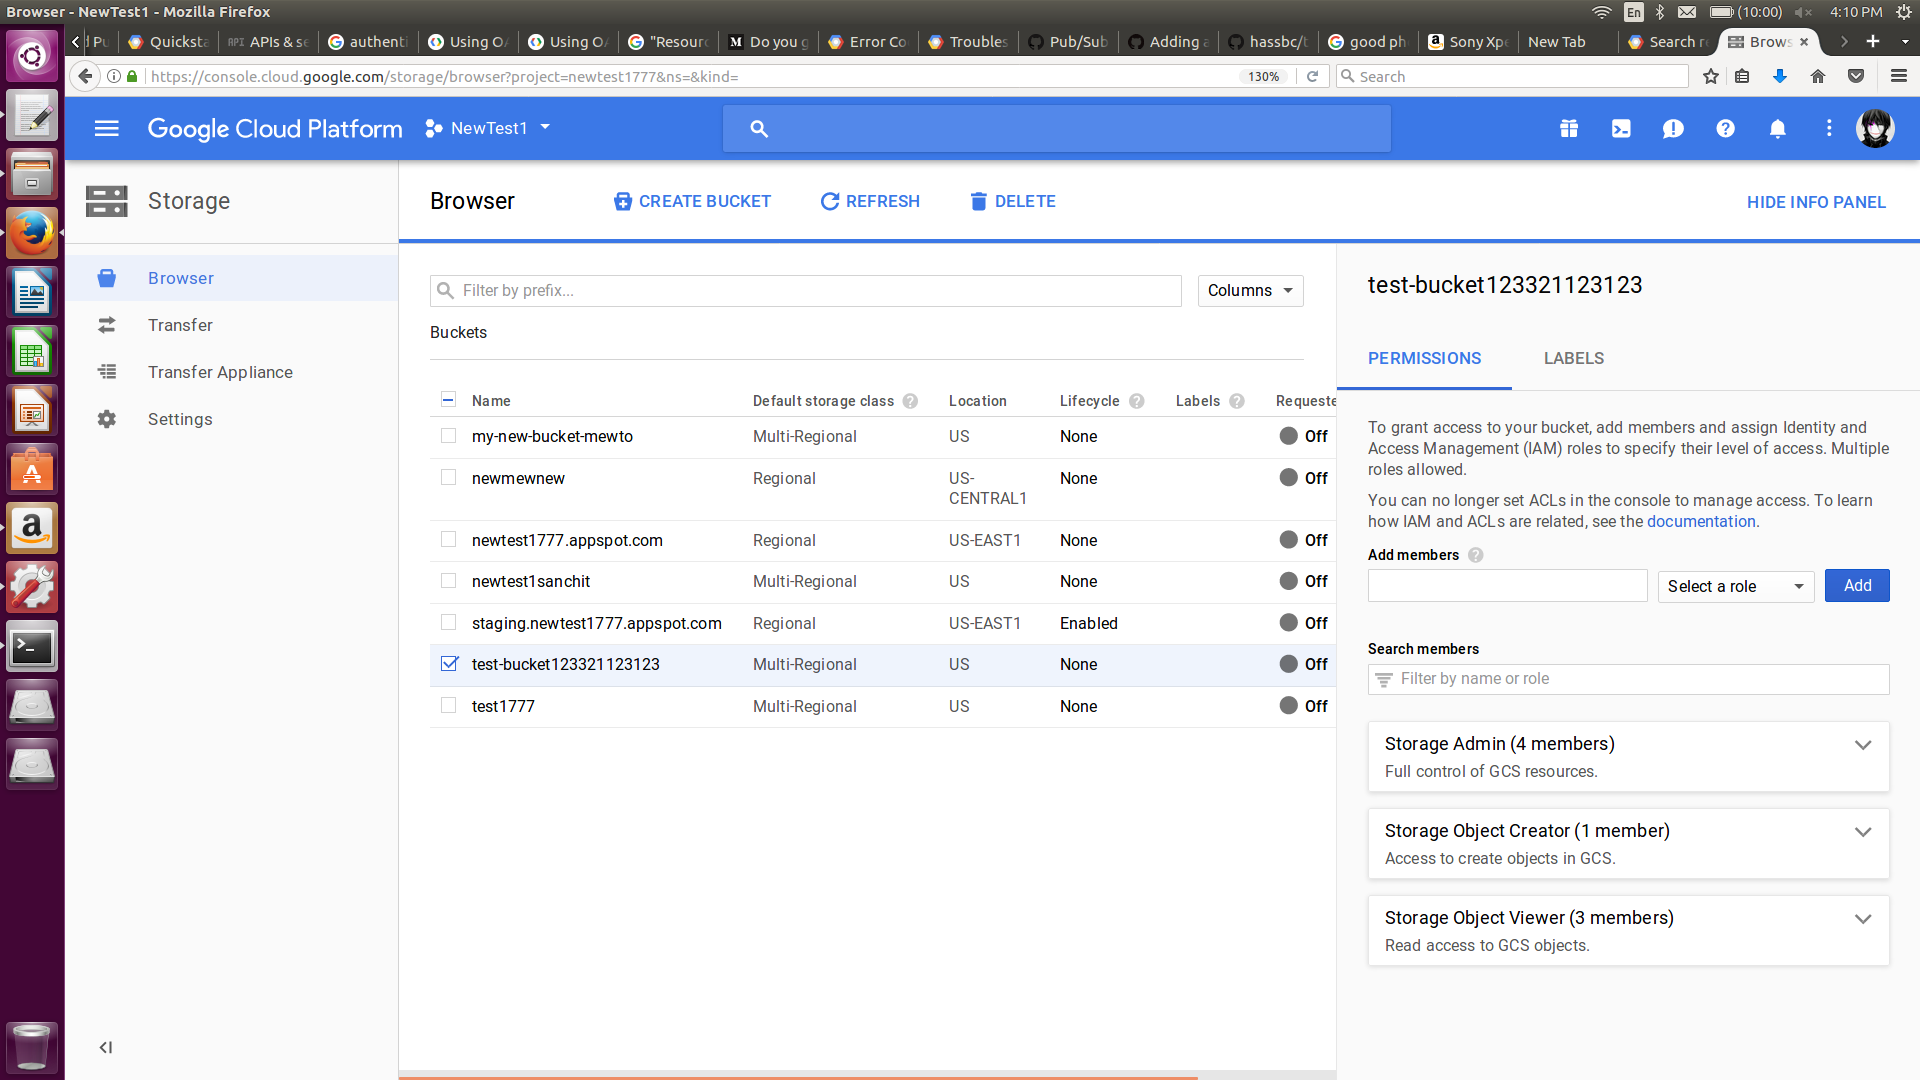 Browser - NewTest1 - Mozilla Firefox
En
(10:00)
4:10 PM
Quicksta
APIs & se
authenti
Using OA
Using OA
"Resourc
Do you g
Error Co
Troubles
Pub/Sub
Adding a
hassbc/t
good ph
Sony Xpe
New Tab
Search r
Brows
https://console.cloud.google.com/storage/browser?project=newtest1777&ns=&kind=
130%
Search
Google Cloud Platform
NewTest1
Storage
Browser
CREATE BUCKET
REFRESH
DELETE
HIDE INFO PANEL
Browser
Transfer
Transfer Appliance
Settings
Filter by prefix...
Columns
Buckets
Name Default storage class Location Lifecycle Labels Requeste
my-new-bucket-mewto Multi-Regional US None Off
newmewnew Regional US-CENTRAL1 None Off
newtest1777.appspot.com Regional US-EAST1 None Off
newtest1sanchit Multi-Regional US None Off
staging.newtest1777.appspot.com Regional US-EAST1 Enabled Off
test-bucket123321123123 Multi-Regional US None Off
test1777 Multi-Regional US None Off
test-bucket123321123123
PERMISSIONS
LABELS
To grant access to your bucket, add members and assign Identity and
Access Management (IAM) roles to specify their level of access. Multiple
roles allowed.
You can no longer set ACLs in the console to manage access. To learn
how IAM and ACLs are related, see the documentation.
Add members
Select a role
Add
Search members
Filter by name or role
Storage Admin (4 members)
Full control of GCS resources.
Storage Object Creator (1 member)
Access to create objects in GCS.
Storage Object Viewer (3 members)
Read access to GCS objects.